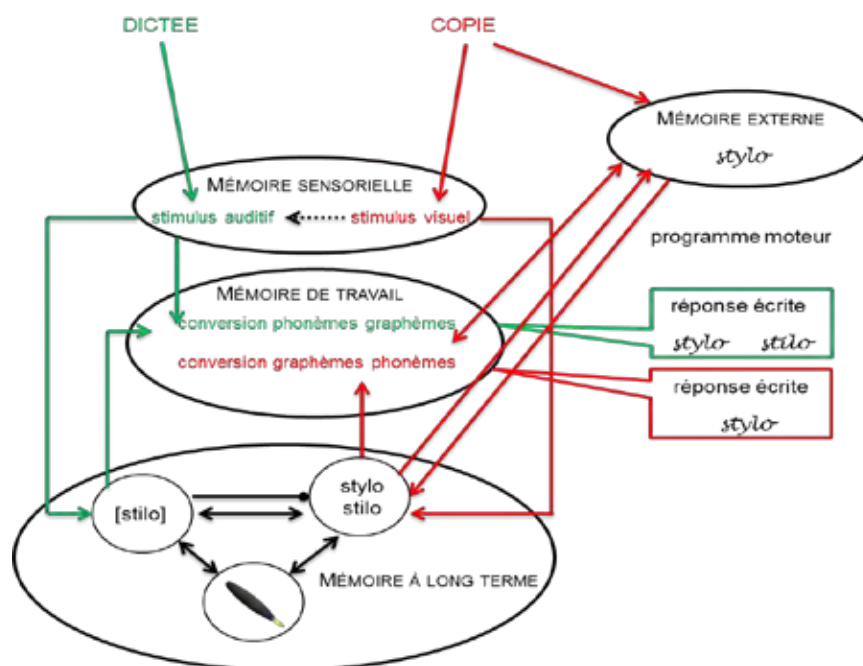 DICTEE
COPIE
MÉMOIRE EXTERNE
stylo
MÉMOIRE SENSORIELLE
stimulus auditif
stimulus visuel
programme moteur
MÉMOIRE DE TRAVAIL
conversion phonèmes graphèmes
conversion graphèmes phonèmes
réponse écrite
stylo stilo
réponse écrite
stylo
[stilo]
stylo
stilo
MÉMOIRE À LONG TERME